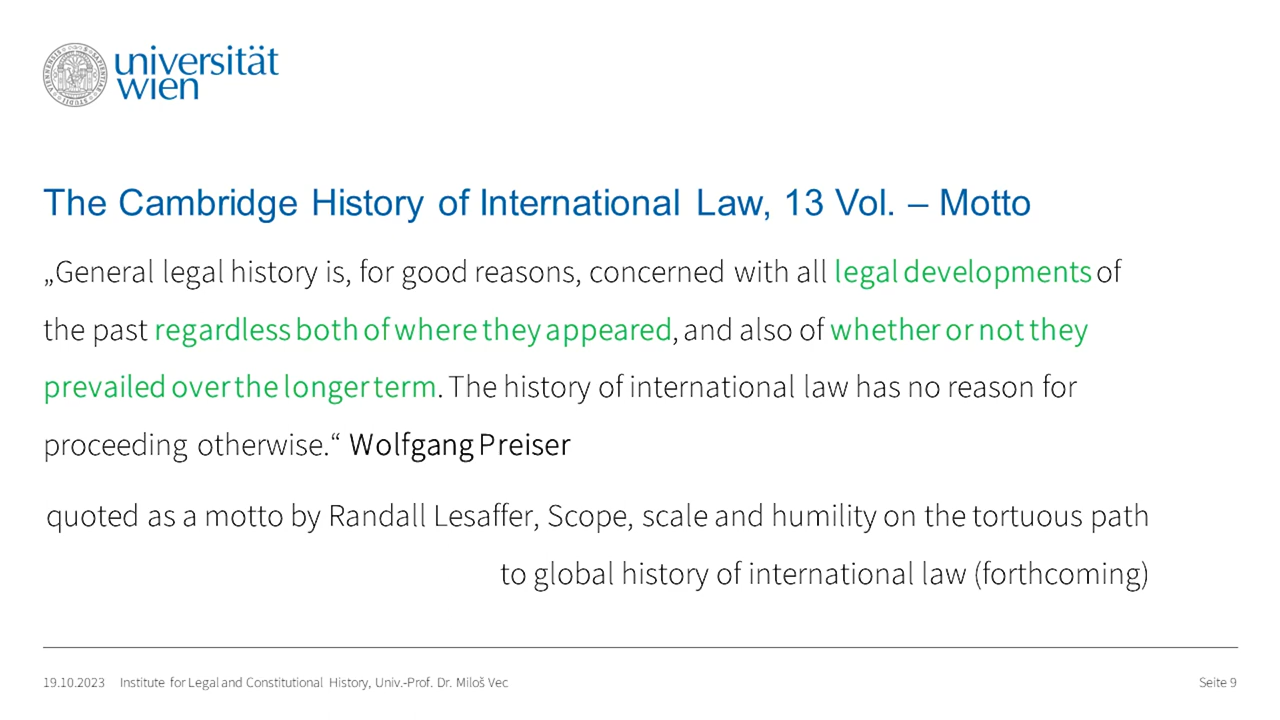 universität
wien
The Cambridge History of International Law, 13 Vol. – Motto
„General legal history is, for good reasons, concerned with all legal developments of
the past regardless both of where they appeared, and also of whether or not they
prevailed over the longer term. The history of international law has no reason for
proceeding otherwise.“ Wolfgang Preiser
quoted as a motto by Randall Lesaffer, Scope, scale and humility on the tortuous path
to global history of international law (forthcoming)
19.10.2023 Institute for Legal and Constitutional History, Univ.-Prof. Dr. Miloš Vec Seite 9